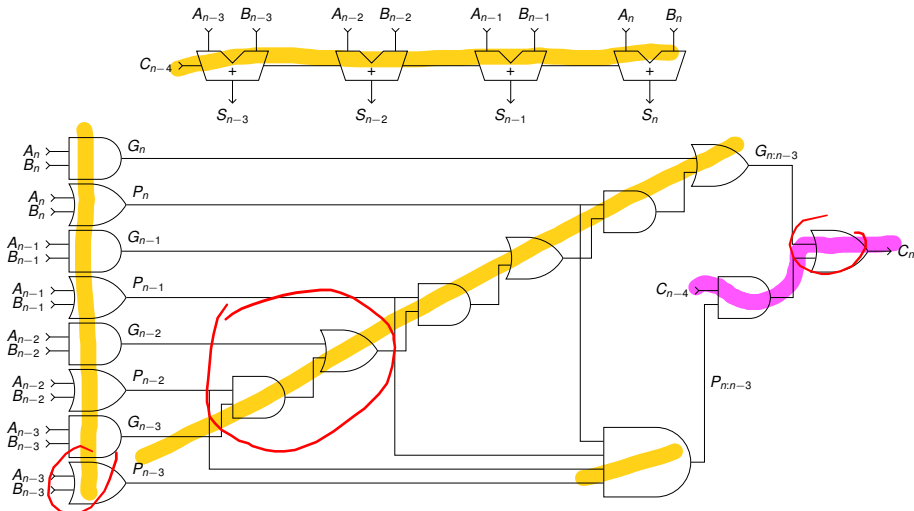 A_{n−3} B_{n−3} A_{n−2} B_{n−2} A_{n−1} B_{n−1} A_n B_n
C_{n−4} + + + +
S_{n−3} S_{n−2} S_{n−1} S_n
A_n G_n G_{n:n−3}
B_n
A_n P_n
B_n
A_{n−1} G_{n−1}
B_{n−1}
C_n
A_{n−1} P_{n−1} C_{n−4}
B_{n−1}
A_{n−2} G_{n−2}
B_{n−2}
A_{n−2} P_{n−2} P_{n:n−3}
B_{n−2}
A_{n−3} G_{n−3}
B_{n−3}
A_{n−3} P_{n−3}
B_{n−3}